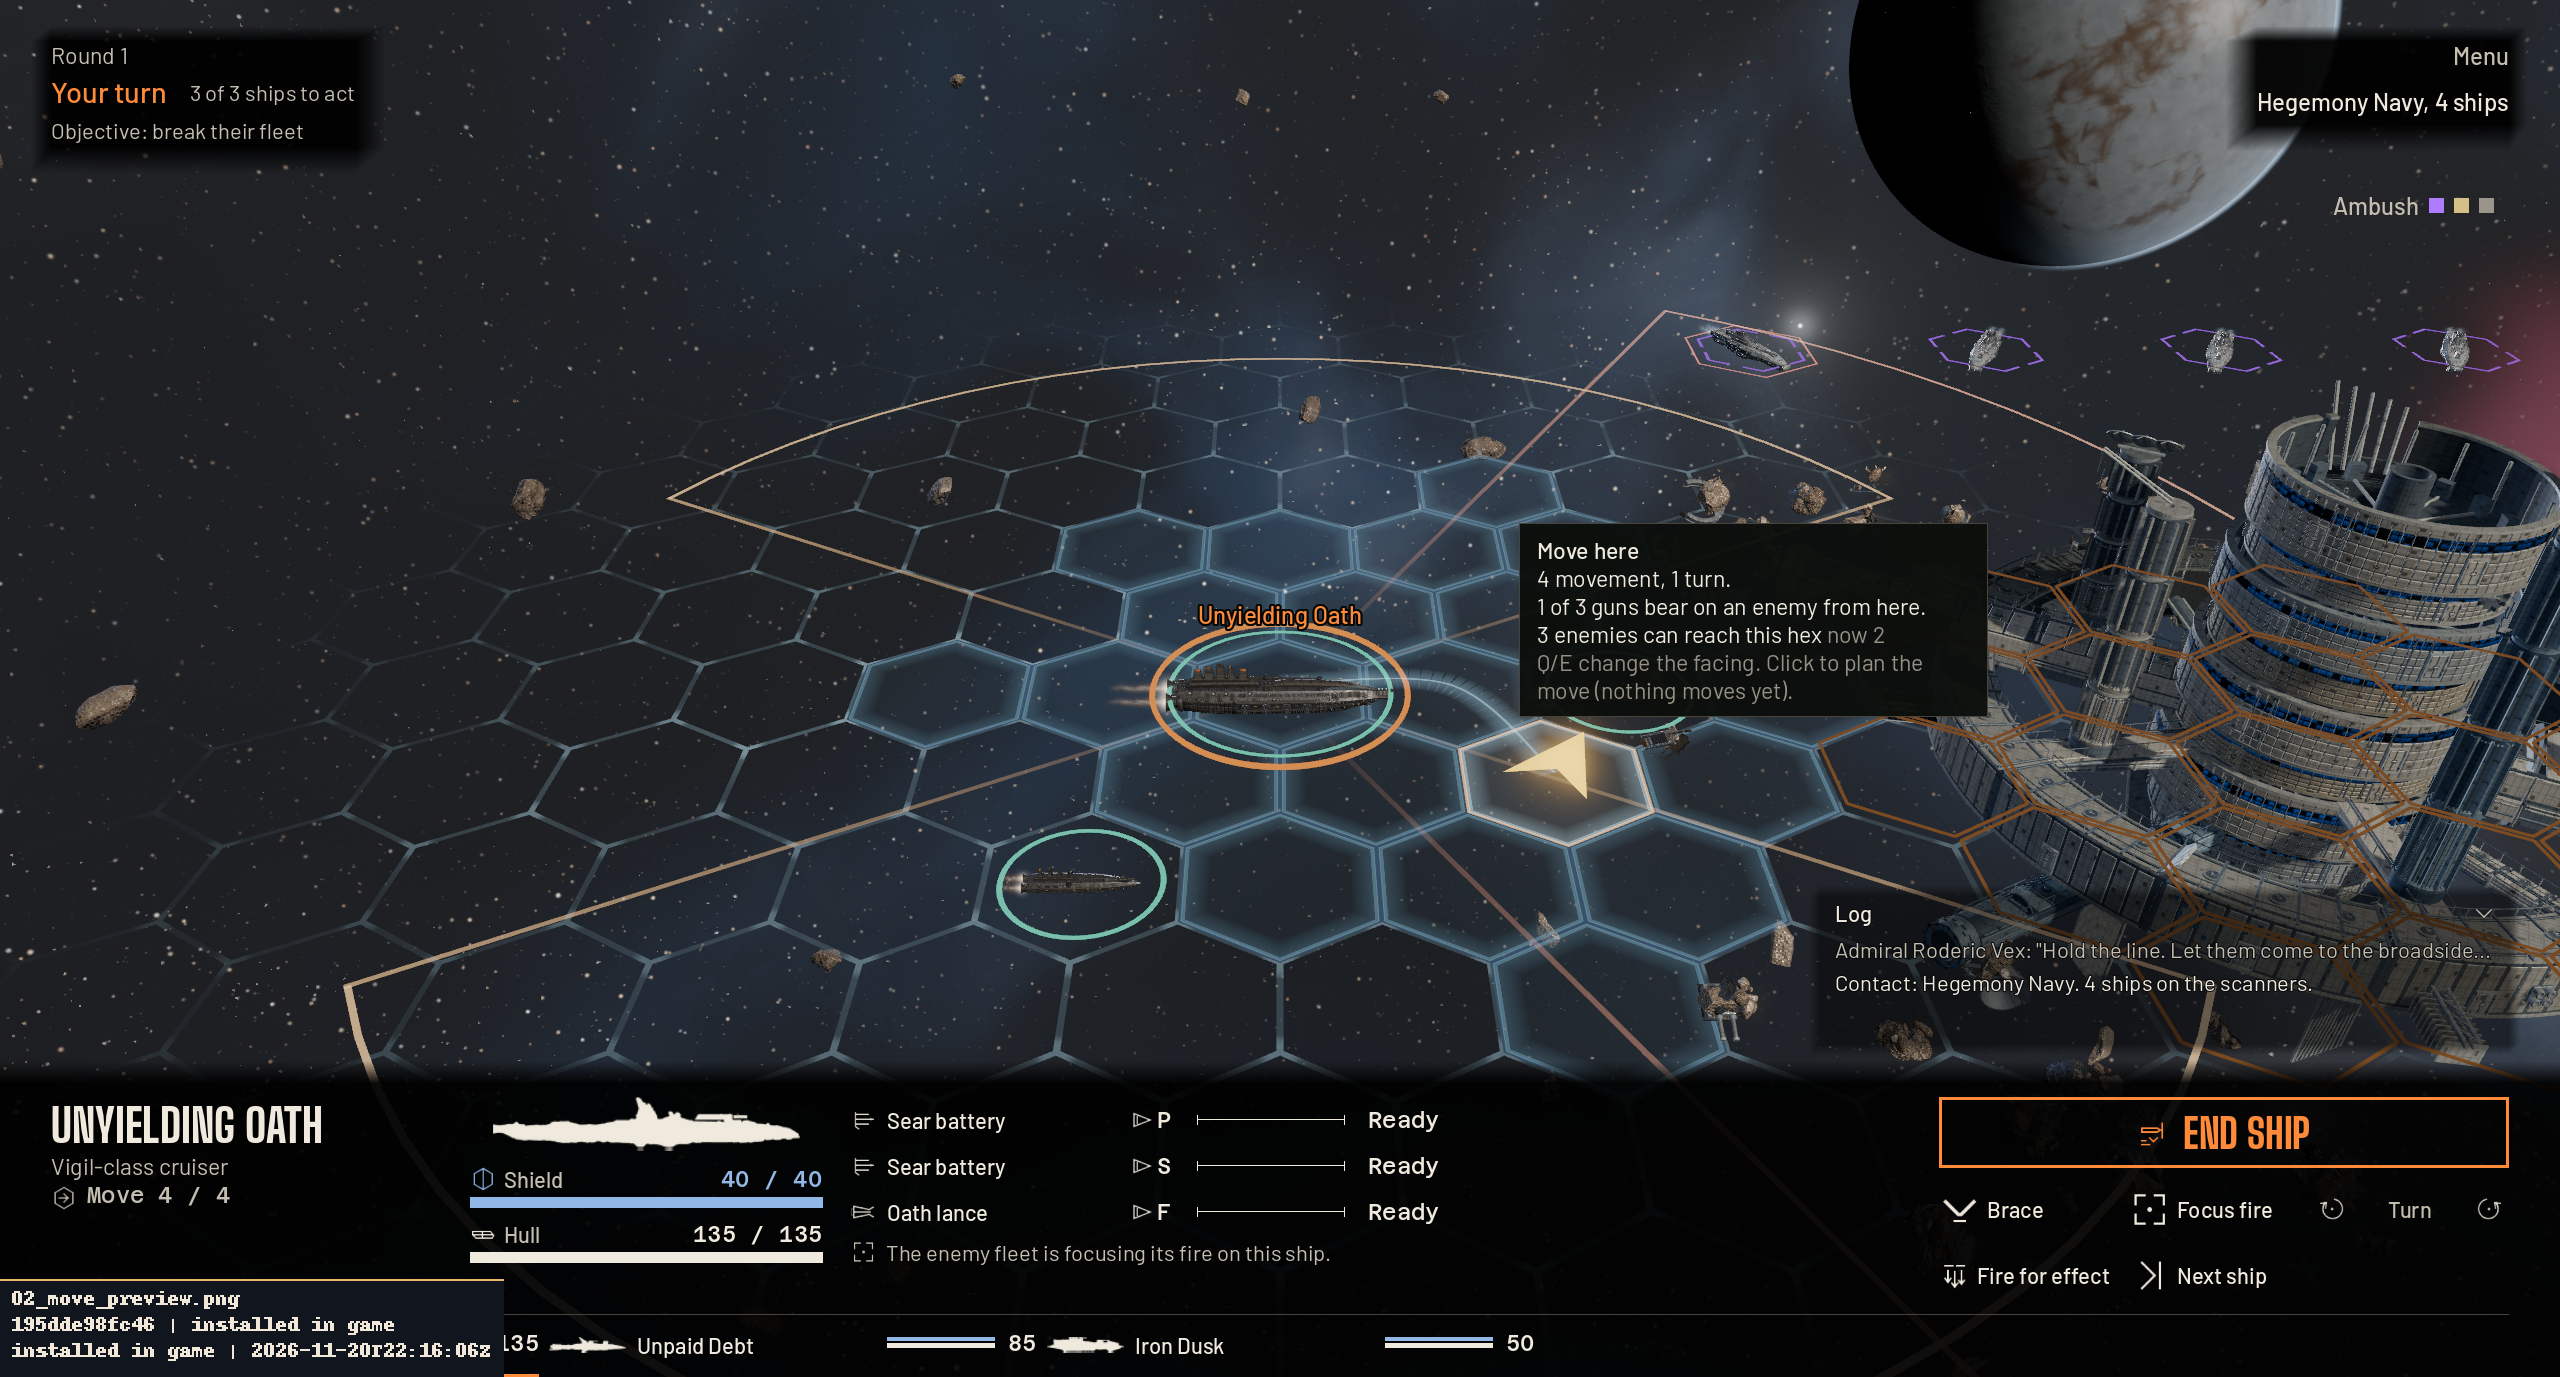 Round 1
Your turn 3 of 3 ships to act
Objective: break their fleet
Menu
Hegemony Navy, 4 ships
Ambush
Move here
4 movement, 1 turn.
1 of 3 guns bear on an enemy from here.
3 enemies can reach this hex now 2
Q/E change the facing. Click to plan the
move (nothing moves yet).
Unyielding Oath
Log
Admiral Roderic Vex: "Hold the line. Let them come to the broadside...
Contact: Hegemony Navy. 4 ships on the scanners.
UNYIELDING OATH
Vigil-class cruiser
Move 4 / 4
Shield 40 / 40
Hull 135 / 135
Sear battery P Ready
Sear battery S Ready
Oath lance F Ready
The enemy fleet is focusing its fire on this ship.
END SHIP
Brace Focus fire Turn
Fire for effect Next ship
02_move_preview.png
195dde98fc46 | installed in game
installed in game | 2026-11-20T22:16:06Z
135 Unpaid Debt 85 Iron Dusk 50